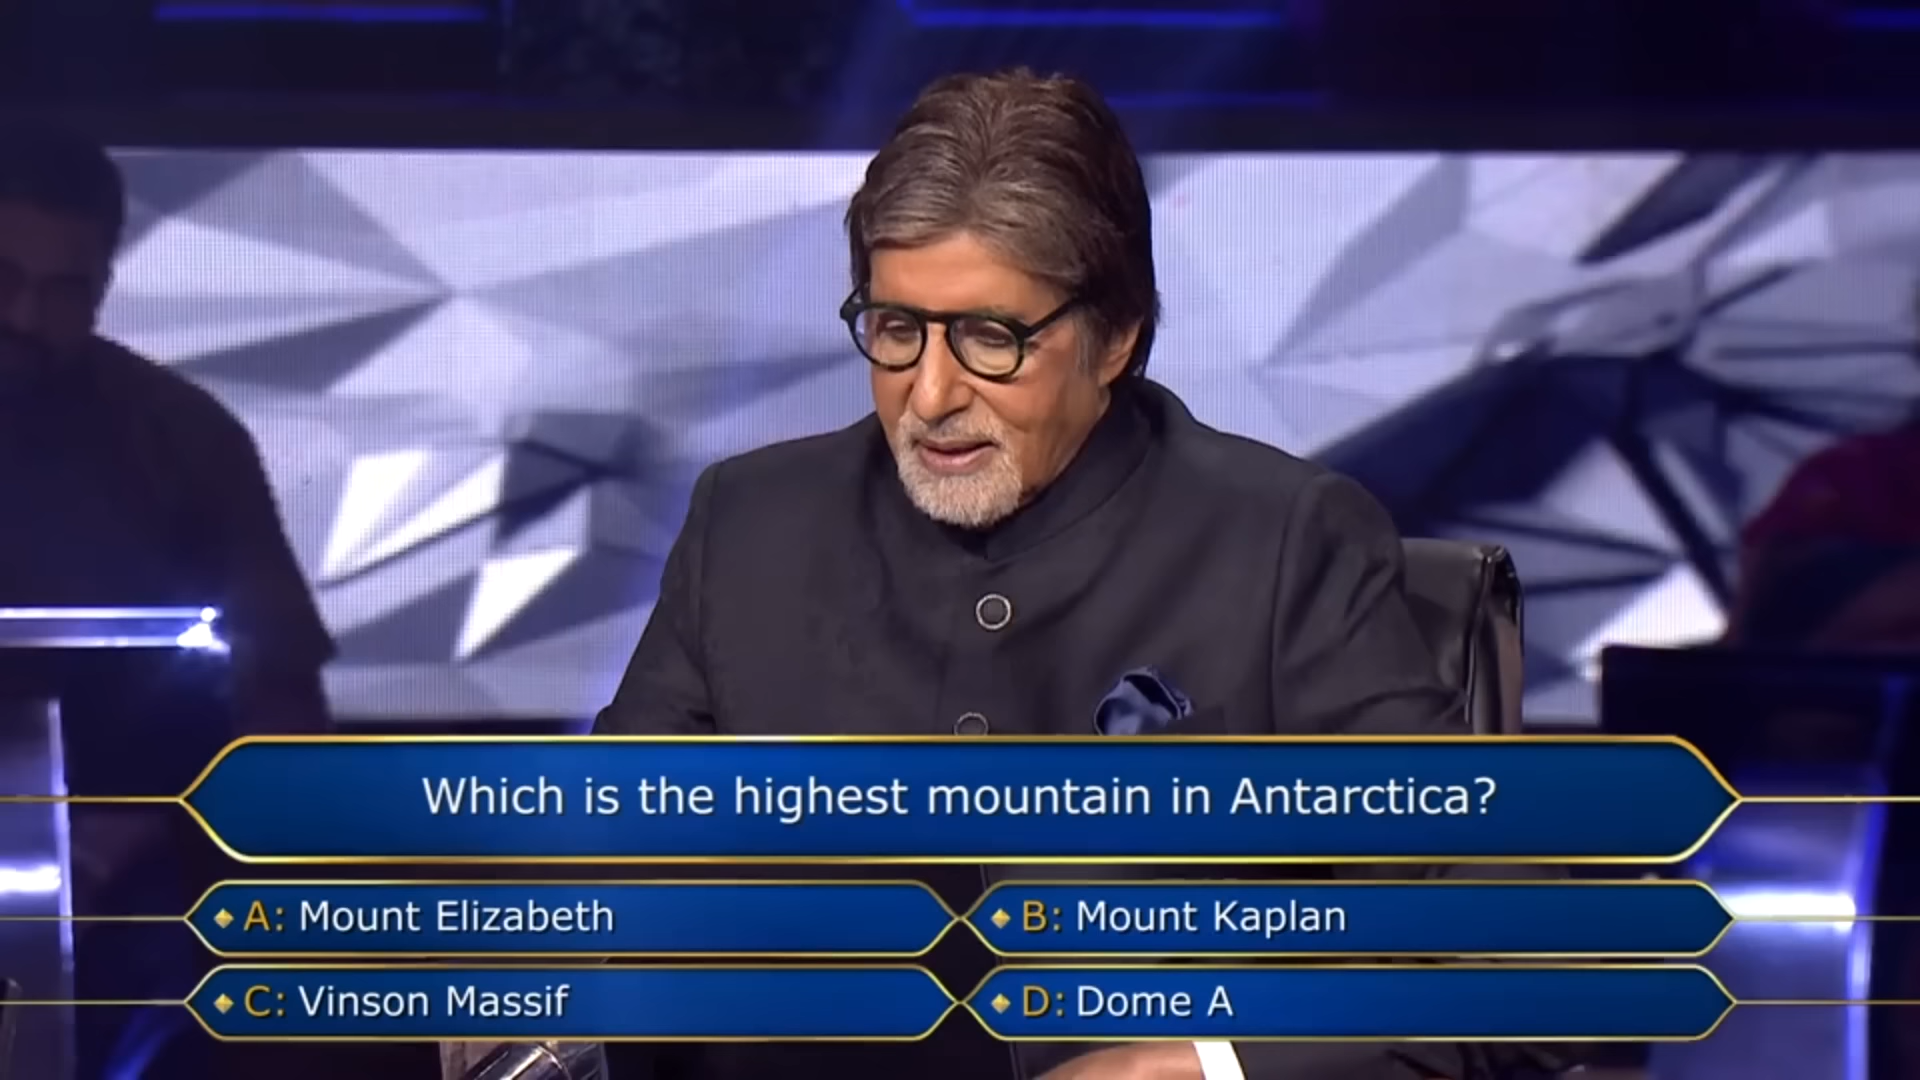 Which is the highest mountain in Antarctica?
A: Mount Elizabeth
B: Mount Kaplan
C: Vinson Massif
D: Dome A